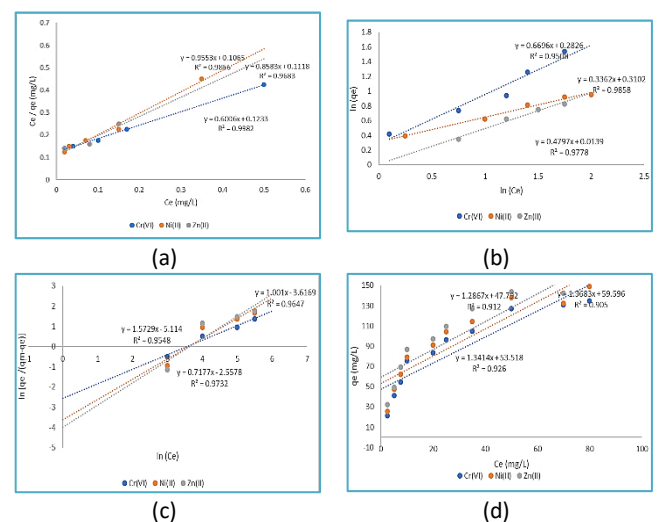 0.7
0.6
0.5
0.4
0.3
0.2
0.1
0
Ce / qe (mg/L)
y = 0.9553x + 0.1065
R² = 0.9866
y = 0.8583x + 0.1118
R² = 0.9683
y = 0.6006x + 0.1233
R² = 0.9982
0 0.1 0.2 0.3 0.4 0.5 0.6
Ce (mg/L)
Cr(VI) Ni(II) Zn(II)
(a)
1.8
1.6
1.4
1.2
1
0.8
0.6
0.4
0.2
0
ln (qe)
y = 0.6696x + 0.2826
y = 0.3362x + 0.3102
R² = 0.9858
y = 0.4797x + 0.0139
R² = 0.9778
0 0.5 1 1.5 2 2.5
ln (Ce)
Cr(VI) Ni(II) Zn(II)
(b)
3
2
1
0
-1
-2
-3
-4
-5
ln [qe /(qm-qe)]
y = 1.001x - 3.6169
R² = 0.9647
y = 1.5729x - 5.114
R² = 0.9548
y = 0.7177x - 2.5578
R² = 0.9732
0 1 2 3 4 5 6 7
ln (Ce)
Cr(VI) Ni(II) Zn(II)
(c)
150
130
110
90
70
50
30
10
-10
qe (mg/L)
R² = 0.912
R² = 0.905
y = 1.3414x + 53.518
R² = 0.926
0 20 40 60 80 100
Ce (mg/L)
Cr(VI) Ni(II) Zn(II)
(d)